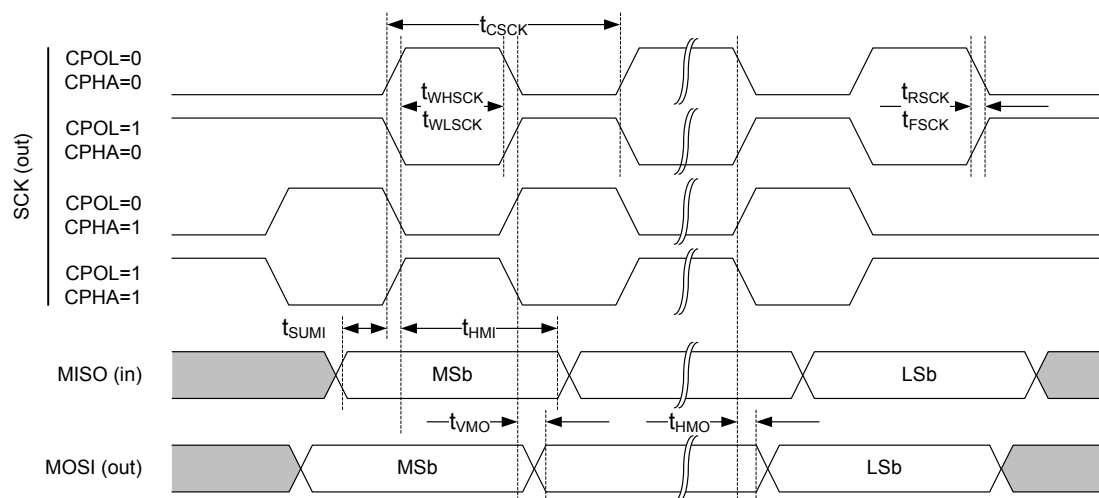 tCSCK
CPOL=0
CPHA=0
tWHSCK
tRSCK
tWLSCK
tFSCK
CPOL=1
CPHA=0
SCK (out)
CPOL=0
CPHA=1
CPOL=1
CPHA=1
tSUMI
tHMI
MISO (in)
MSb
LSb
tVMO
tHMO
MOSI (out)
MSb
LSb